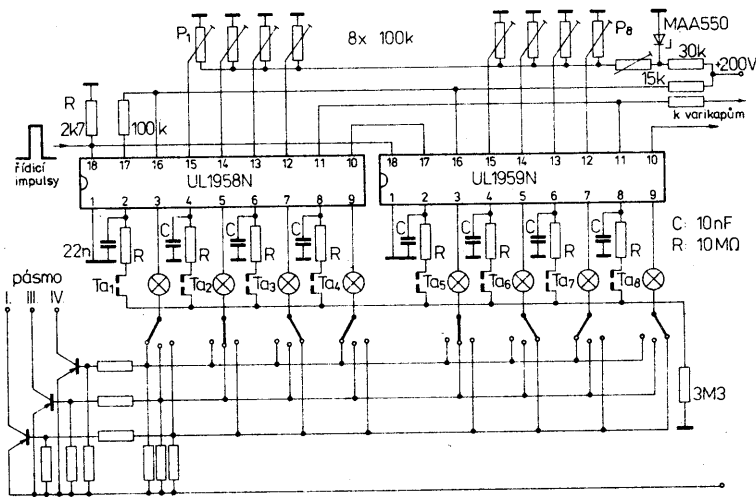 P1
8x 100k
P8
MAA550
30k
+200V
15k
k varikapům
R
2k7
100k
řídicí
impulsy
18 17 16 15 14 13 12 11 10
UL1958N
1 2 3 4 5 6 7 8 9
18 17 16 15 14 13 12 11 10
UL1959N
1 2 3 4 5 6 7 8 9
22n
R
C
R
C
R
C
R
C
R
C
R
C
R
C
R
C: 10nF
R: 10MΩ
Ta1
Ta2
Ta3
Ta4
Ta5
Ta6
Ta7
Ta8
pásmo
I. III. IV.
3M3